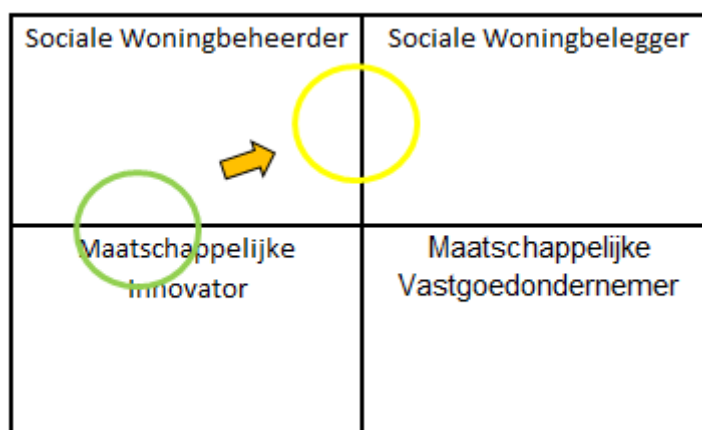 Sociale Woningbeheerder
Sociale Woningbelegger
Maatschappelijke
Innovator
Maatschappelijke
Vastgoedondernemer